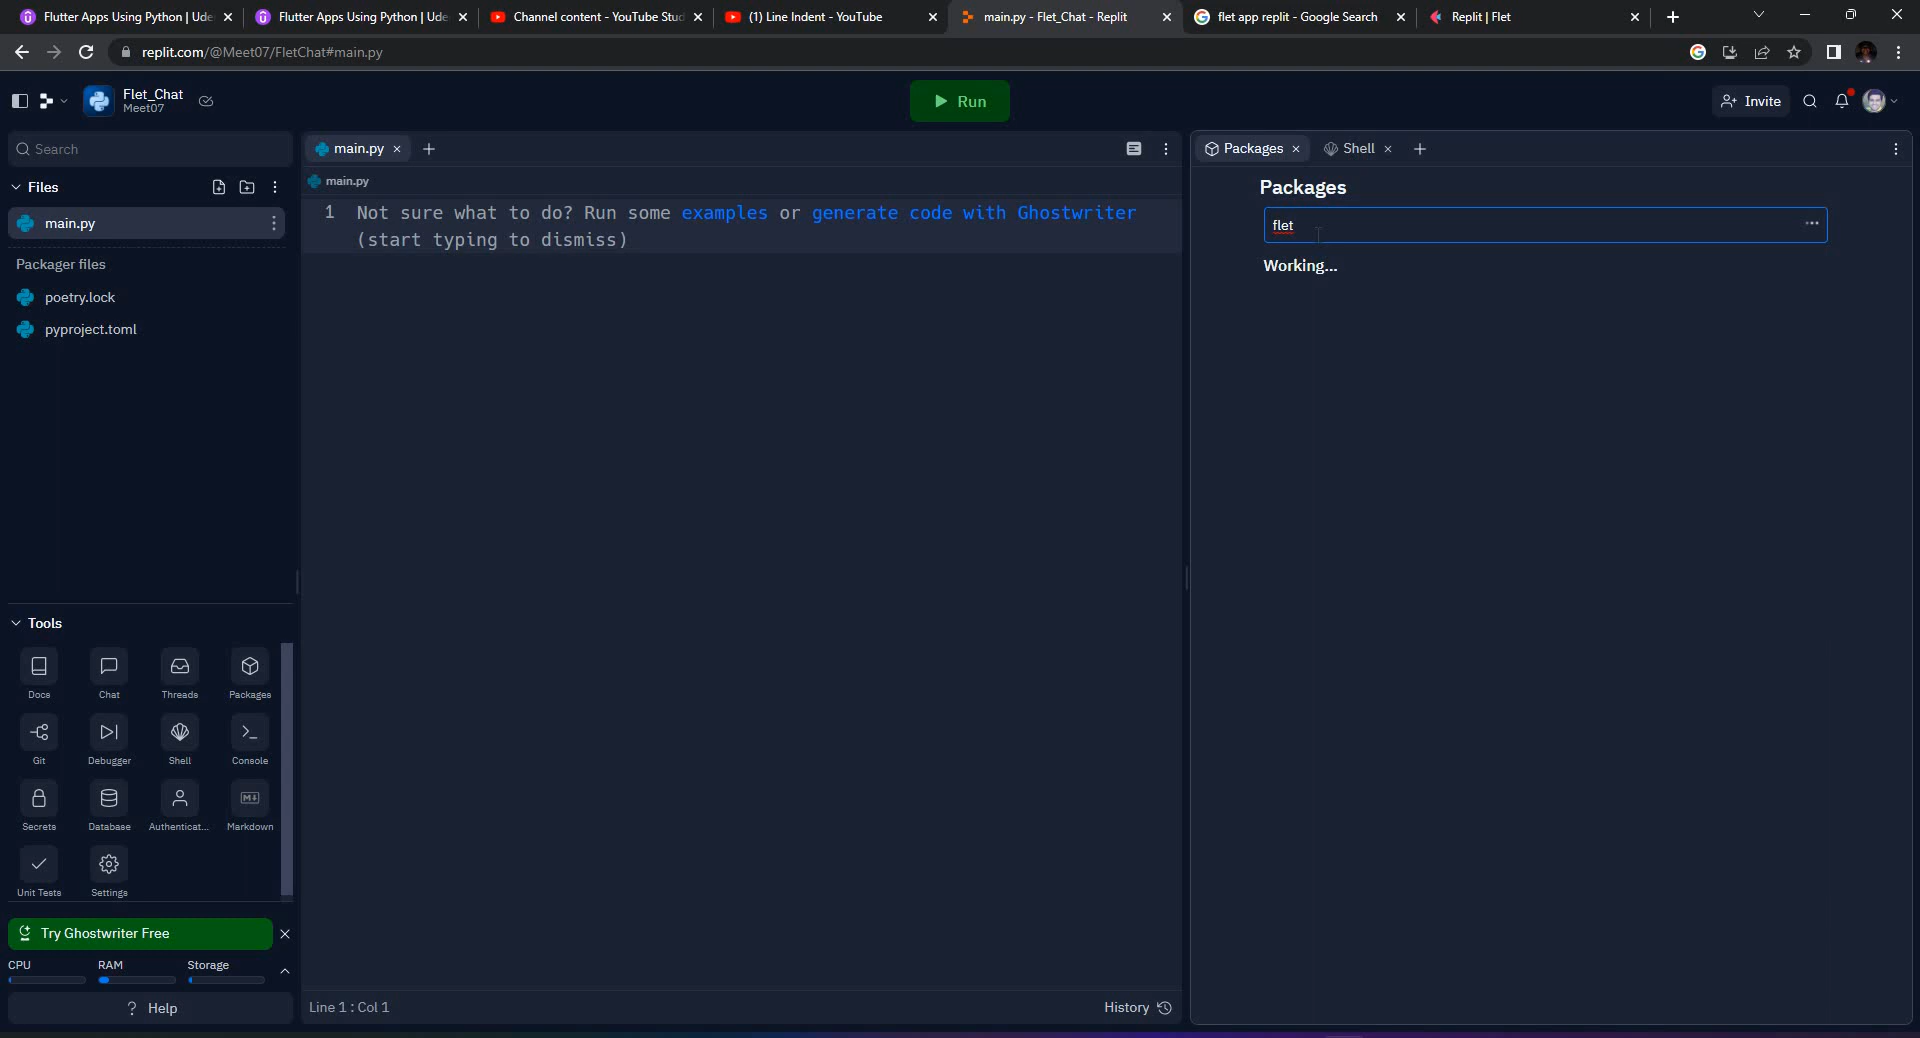 Flutter Apps Using Python | Ude
Flutter Apps Using Python | Ude
Channel content - YouTube Stud
(1) Line Indent - YouTube
main.py - Flet_Chat - Replit
flet app replit - Google Search
Replit | Flet
replit.com/@Meet07/FletChat#main.py
Flet_Chat
Meet07
Run
Invite
Search
Files
main.py
Packager files
poetry.lock
pyproject.toml
Tools
Docs
Chat
Threads
Packages
Git
Debugger
Shell
Console
Secrets
Database
Authenticat...
Markdown
Unit Tests
Settings
Try Ghostwriter Free
CPU
RAM
Storage
? Help
main.py
main.py
1 Not sure what to do? Run some examples or generate code with Ghostwriter
(start typing to dismiss)
Line 1 : Col 1
History
Packages
Shell
Packages
flet
Working...